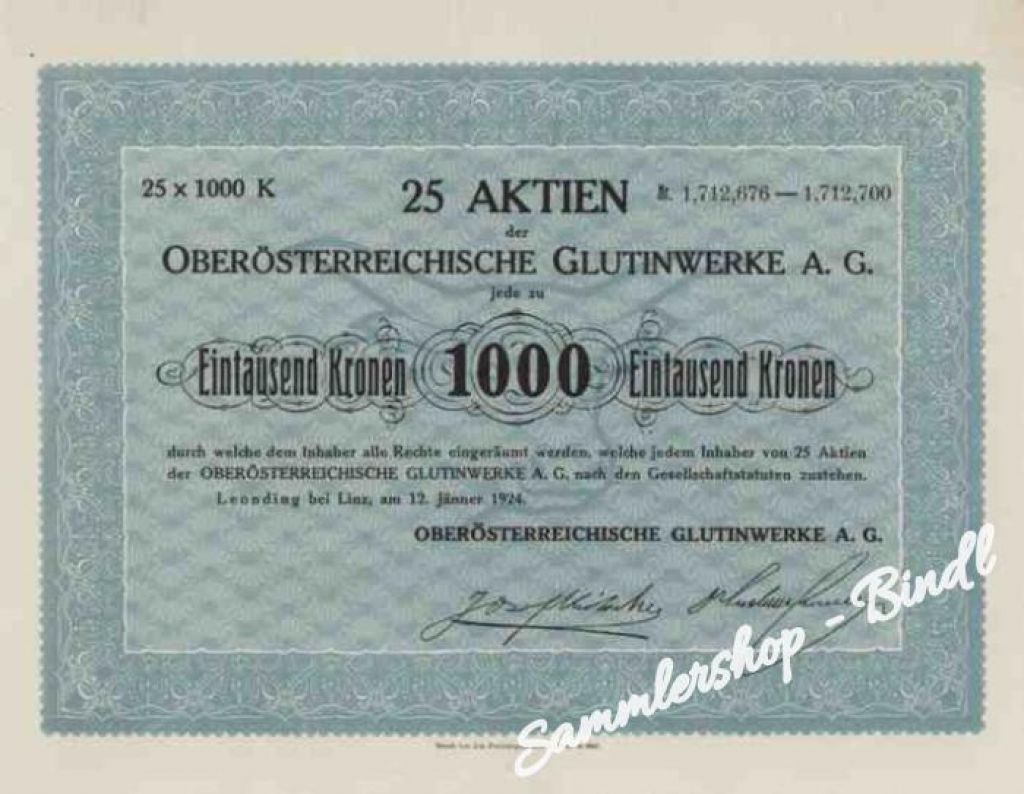 25 x 1000 K
25 AKTIEN
Nr. 1,712,676 — 1,712,700
der
OBERÖSTERREICHISCHE GLUTINWERKE A. G.
jede zu
Eintausend Kronen 1000 Eintausend Kronen
durch welche dem Inhaber alle Rechte eingeräumt werden, welche jedem Inhaber von 25 Aktien
der OBERÖSTERREICHISCHE GLUTINWERKE A. G. nach den Gesellschaftstatuten zustehen.
Leonding bei Linz, am 12. Jänner 1924.
OBERÖSTERREICHISCHE GLUTINWERKE A. G.
Josef
Sammlershop - Bindl